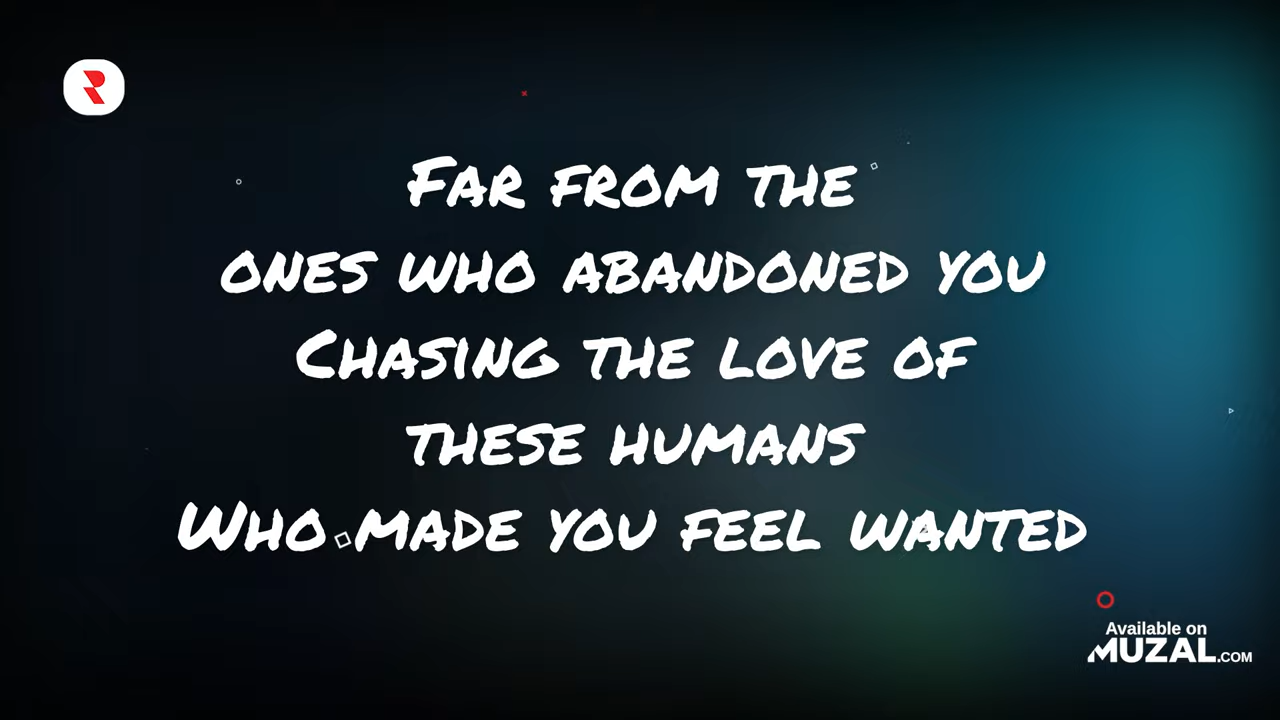 Far from the
ones who abandoned you
Chasing the love of
these humans
Who made you feel wanted
Available on
MUZAL.COM